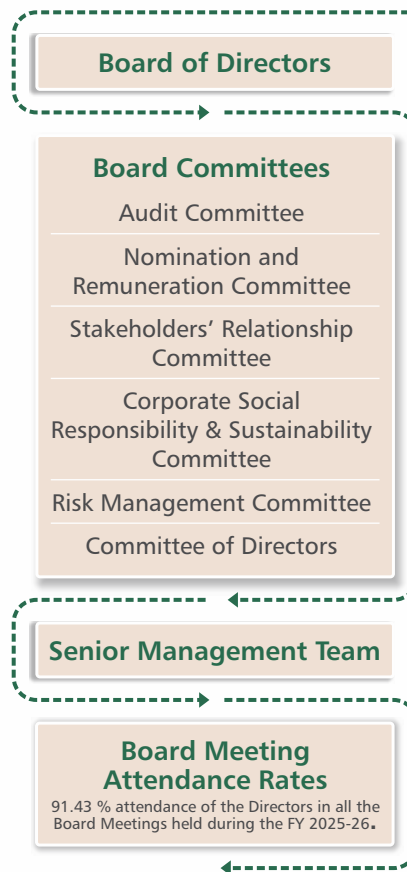 Board of Directors
Board Committees
Audit Committee
Nomination and
Remuneration Committee
Stakeholders’ Relationship
Committee
Corporate Social
Responsibility & Sustainability
Committee
Risk Management Committee
Committee of Directors
Senior Management Team
Board Meeting
Attendance Rates
91.43 % attendance of the Directors in all the
Board Meetings held during the FY 2025-26.